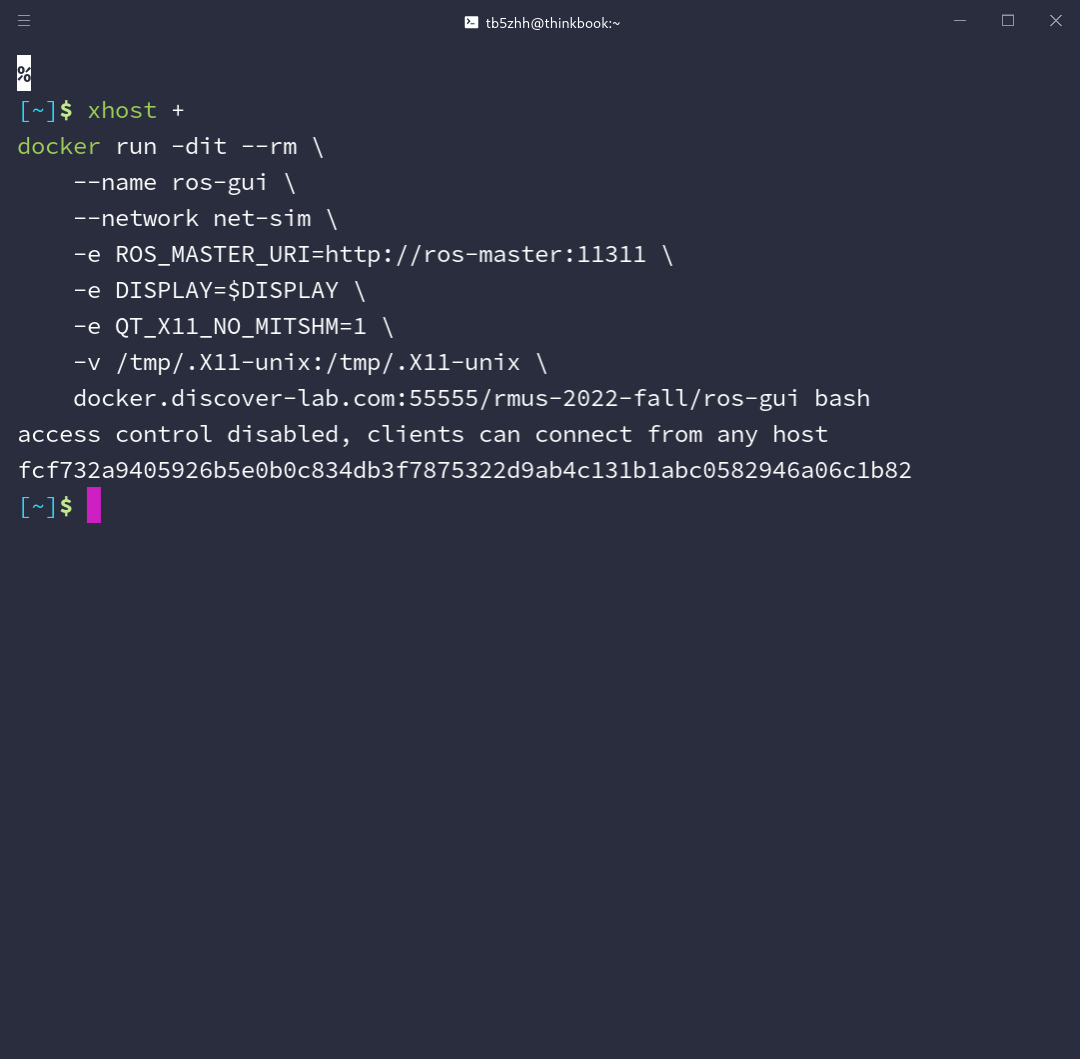 tb5zhh@thinkbook:~
%
[~]$ xhost +
docker run -dit --rm \
    --name ros-gui \
    --network net-sim \
    -e ROS_MASTER_URI=http://ros-master:11311 \
    -e DISPLAY=$DISPLAY \
    -e QT_X11_NO_MITSHM=1 \
    -v /tmp/.X11-unix:/tmp/.X11-unix \
    docker.discover-lab.com:55555/rmus-2022-fall/ros-gui bash
access control disabled, clients can connect from any host
fcf732a9405926b5e0b0c834db3f7875322d9ab4c131b1abc0582946a06c1b82
[~]$